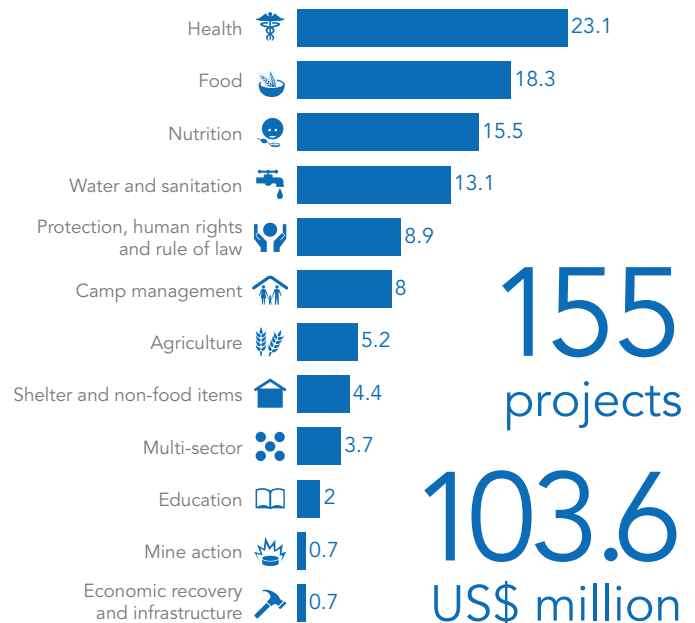 Health 23.1
Food 18.3
Nutrition 15.5
Water and sanitation 13.1
Protection, human rights
and rule of law 8.9
Camp management 8
Agriculture 5.2
Shelter and non-food items 4.4
Multi-sector 3.7
Education 2
Mine action 0.7
Economic recovery
and infrastructure 0.7
155
projects
103.6
US$ million